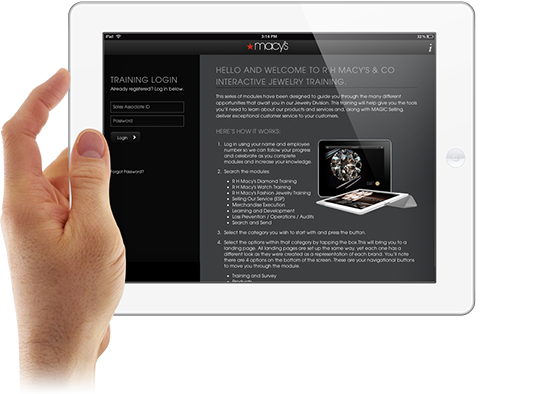 iPad
3:14 PM
★macy's
i
TRAINING LOGIN
Already registered? Log in below.
Sales Associate ID
Password
Login
Forgot Password?
HELLO AND WELCOME TO R H MACY'S & CO
INTERACTIVE JEWELRY TRAINING.
This series of modules have been designed to guide you through the many different
opportunities that await you in our Jewelry Division. This training will help give you the tools
you'll need to learn about our products and services and, along with MAGIC Selling,
deliver exceptional customer service to your customers.
HERE'S HOW IT WORKS:
1. Log in using your name and employee
number so we can follow your progress
and celebrate as you complete
modules and increase your knowledge.
2. Search the modules:
• R H Macy's Diamond Training
• R H Macy's Watch Training
• R H Macy's Fashion Jewelry Training
• Selling Our Service (ESP)
• Merchandise Execution
• Learning and Development
• Loss Prevention / Operations / Audits
• Search and Send
3. Select the category you wish to start with and press the button.
4. Select the options within that category by tapping the box.This will bring you to a
landing page. All landing pages are set up the same way, yet each one has a
different look as they were created as a representation of each brand. You'll note
there are 4 options on the bottom of the screen. These are your navigational buttons
to move you through the module.
• Training and Survey